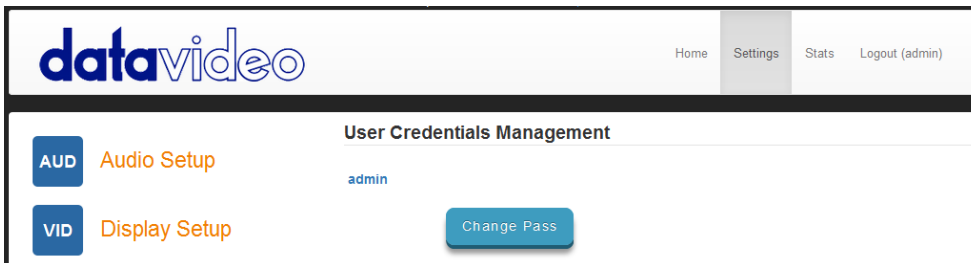 datavideo
Home Settings Stats Logout (admin)
User Credentials Management
AUD Audio Setup
admin
VID Display Setup
Change Pass